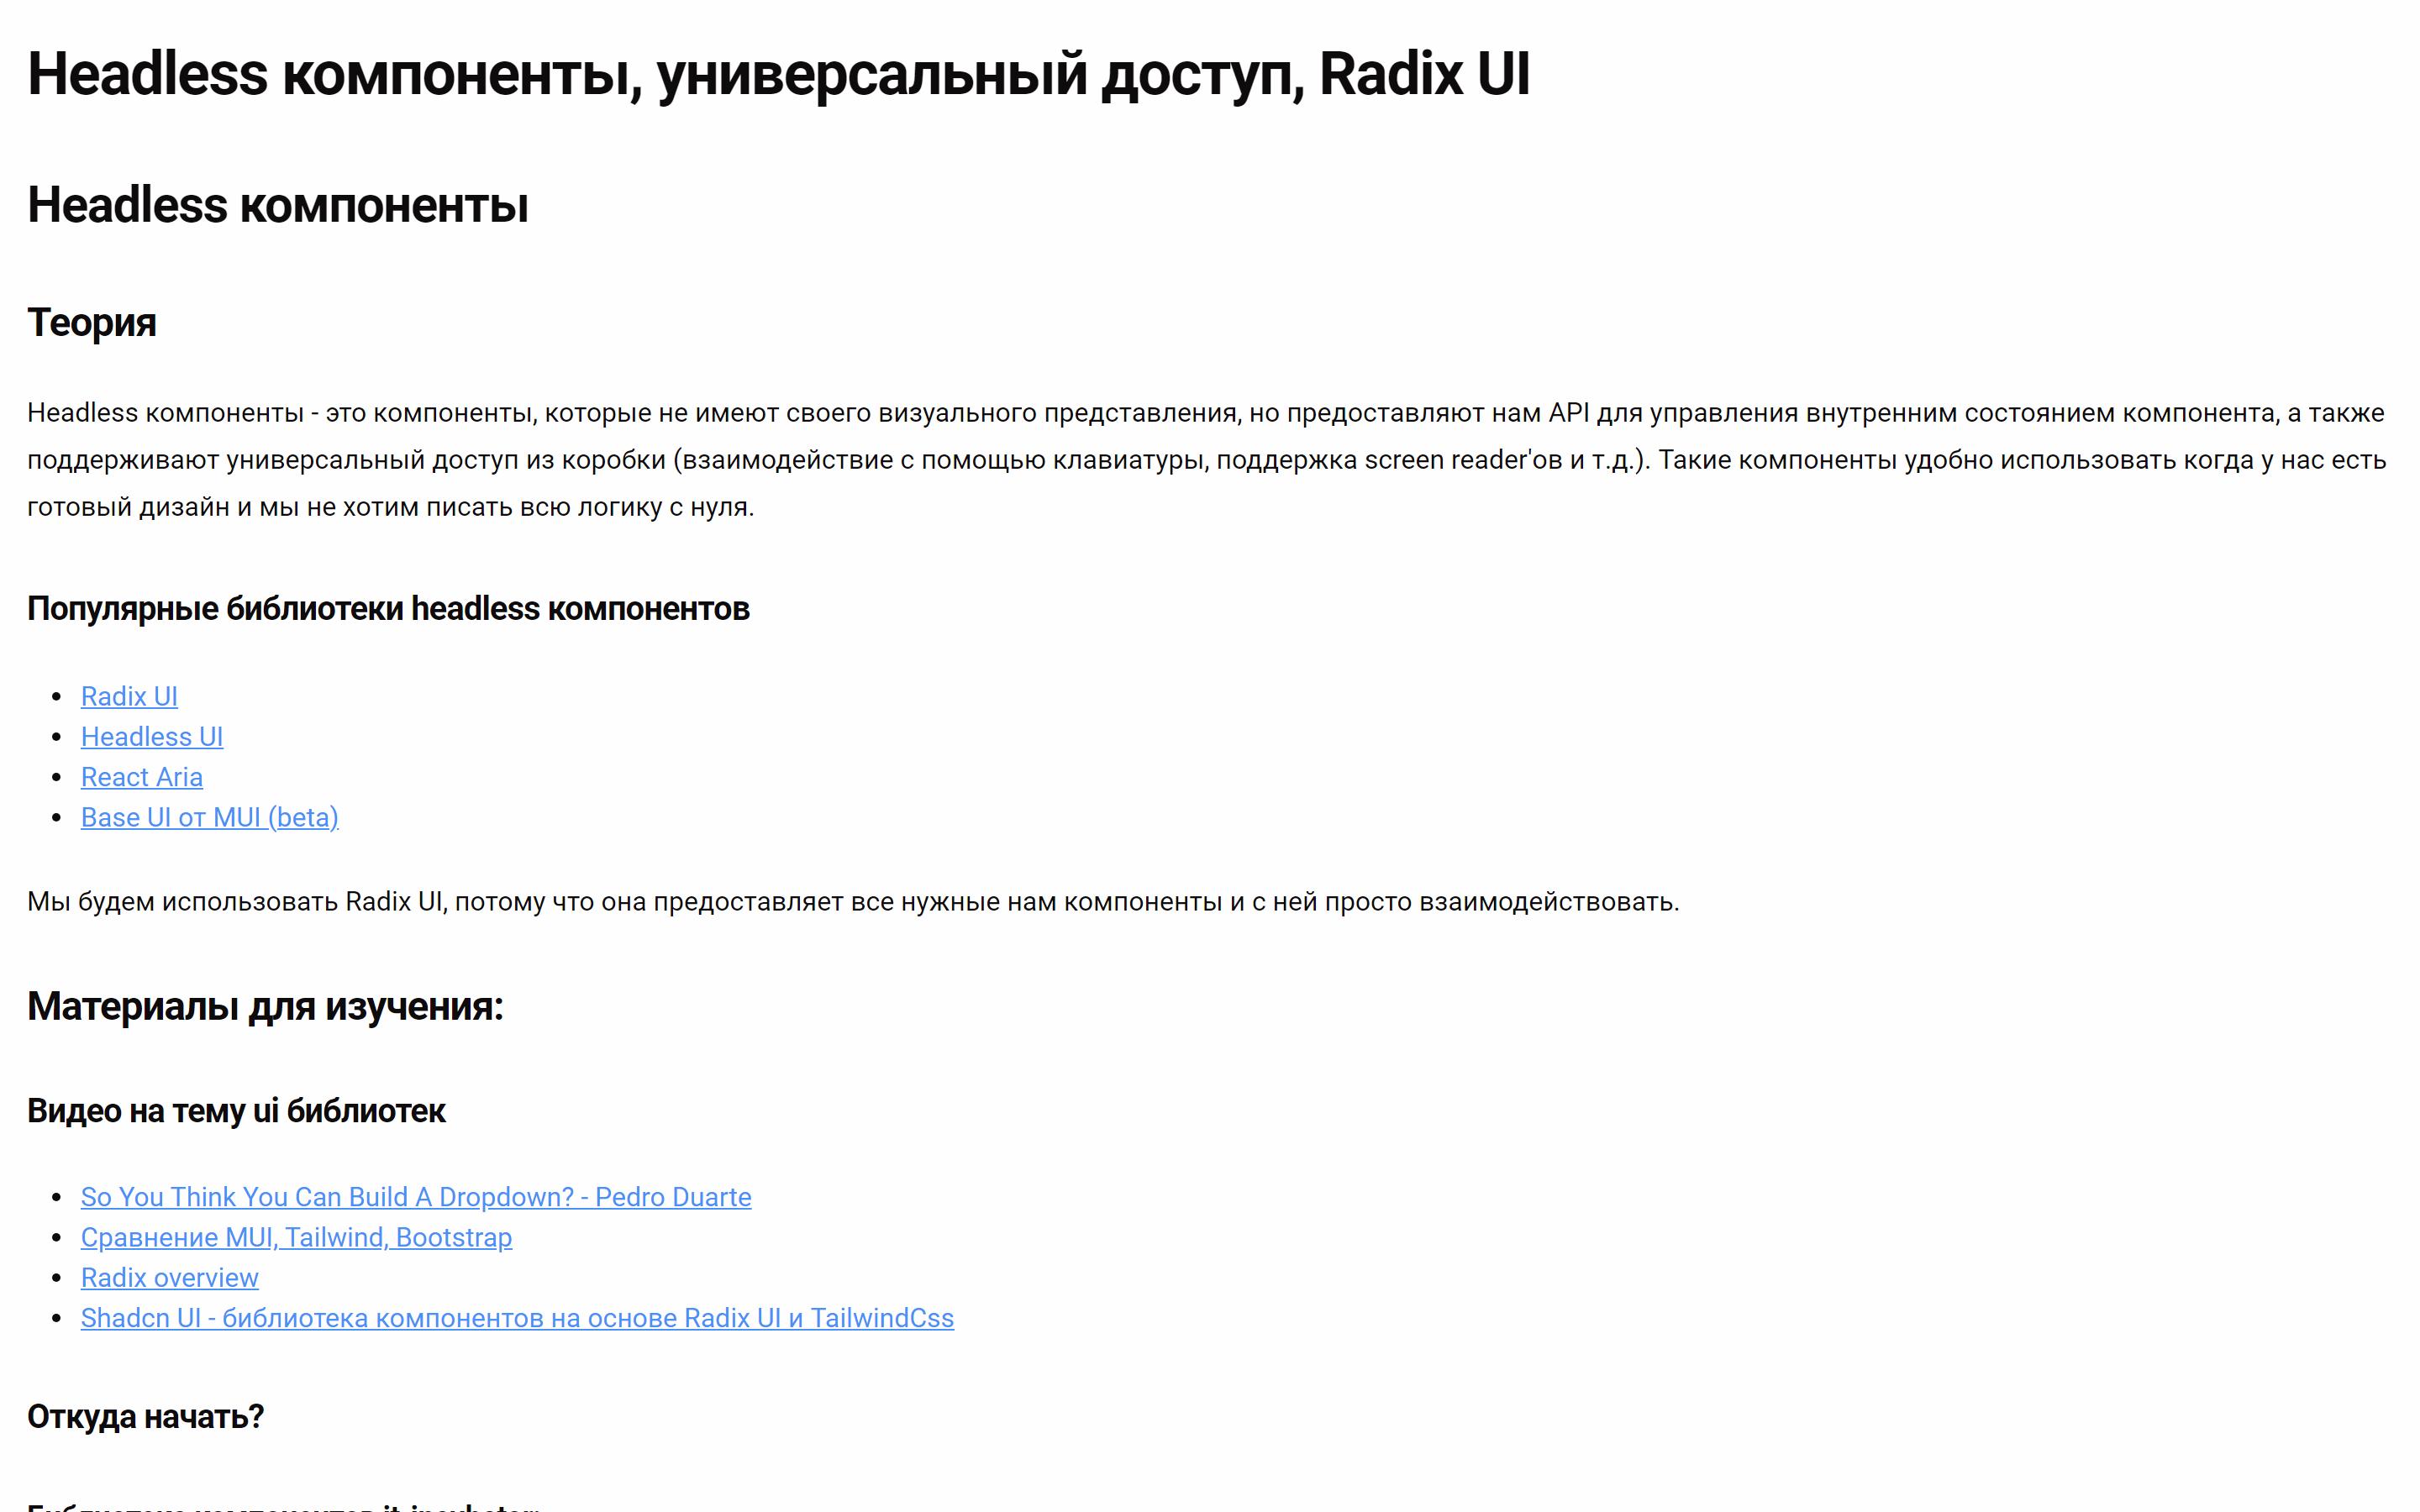 Headless компоненты, универсальный доступ, Radix UI
Headless компоненты
Теория
Headless компоненты - это компоненты, которые не имеют своего визуального представления, но предоставляют нам API для управления внутренним состоянием компонента, а также
поддерживают универсальный доступ из коробки (взаимодействие с помощью клавиатуры, поддержка screen reader'ов и т.д.). Такие компоненты удобно использовать когда у нас есть
готовый дизайн и мы не хотим писать всю логику с нуля.
Популярные библиотеки headless компонентов
Radix UI
Headless UI
React Aria
Base UI от MUI (beta)
Мы будем использовать Radix UI, потому что она предоставляет все нужные нам компоненты и с ней просто взаимодействовать.
Материалы для изучения:
Видео на тему ui библиотек
So You Think You Can Build A Dropdown? - Pedro Duarte
Сравнение MUI, Tailwind, Bootstrap
Radix overview
Shadcn UI - библиотека компонентов на основе Radix UI и TailwindCss
Откуда начать?